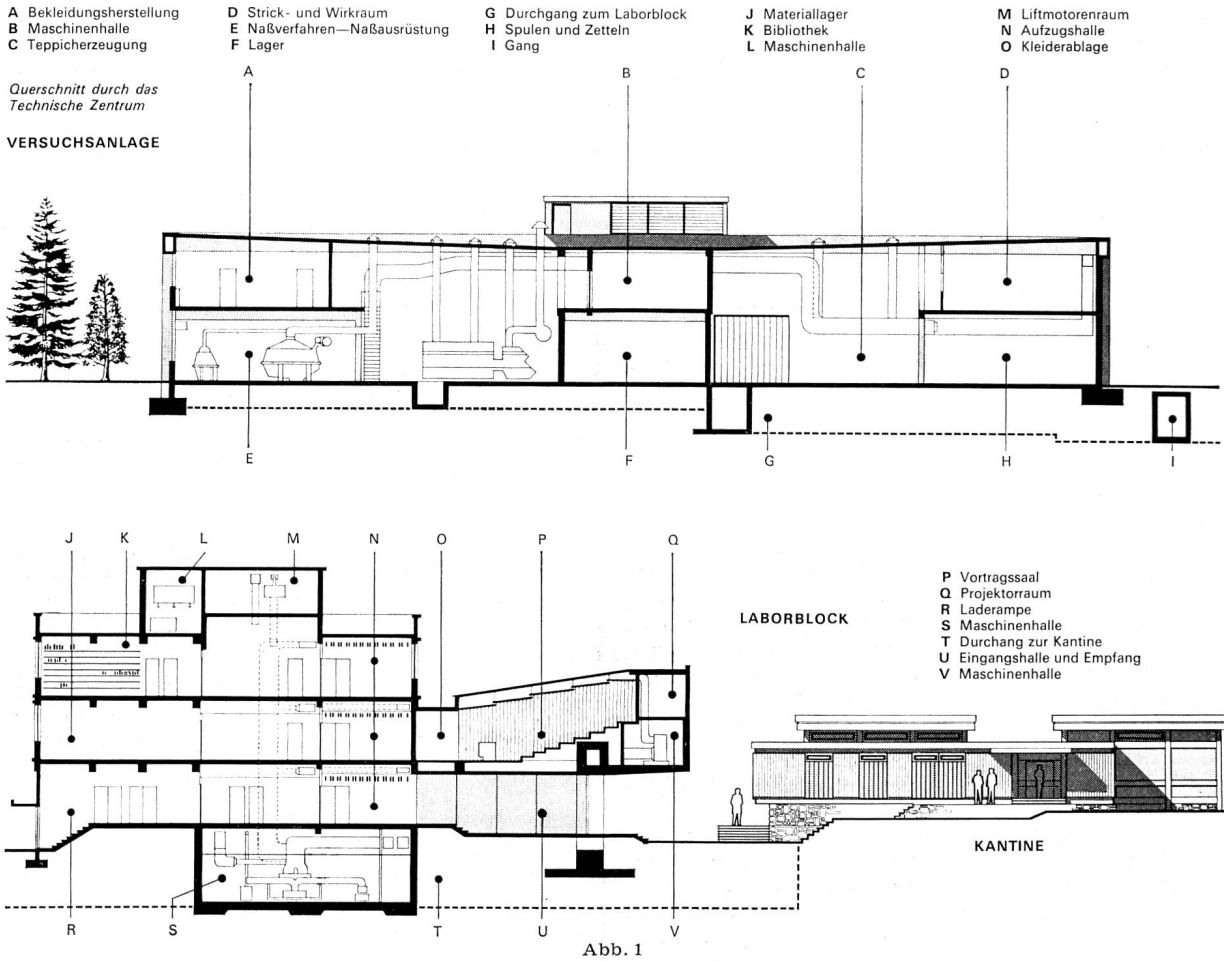 A Bekleidungsherstellung
B Maschinenhalle
C Teppicherzeugung
D Strick- und Wirkraum
E Naßverfahren—Naßausrüstung
F Lager
G Durchgang zum Laborblock
H Spulen und Zetteln
I Gang
J Materiallager
K Bibliothek
L Maschinenhalle
M Liftmotorenraum
N Aufzugshalle
O Kleiderablage
Querschnitt durch das
Technische Zentrum
VERSUCHSANLAGE
A B C D
E F G H I
J K L M N O P Q
LABORBLOCK
P Vortragssaal
Q Projektorraum
R Laderampe
S Maschinenhalle
T Durchang zur Kantine
U Eingangshalle und Empfang
V Maschinenhalle
KANTINE
R S T U V
Abb. 1